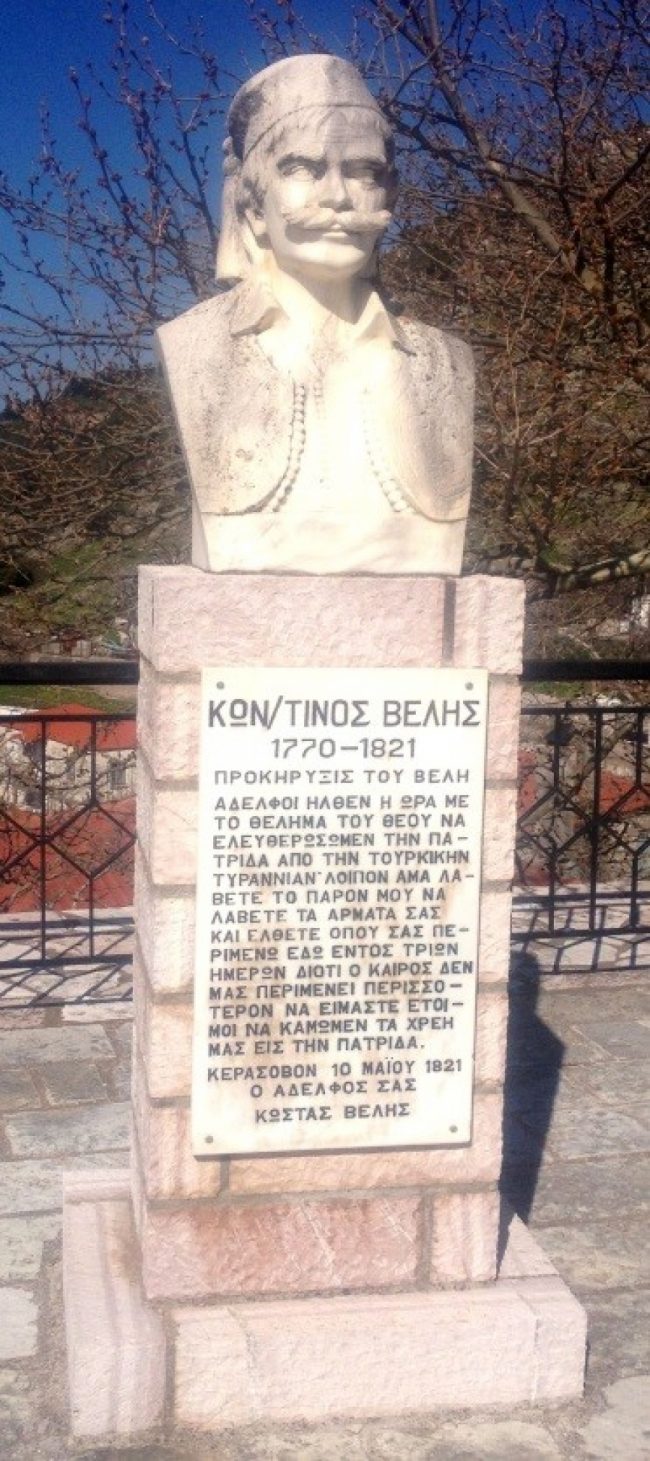 ΚΩΝ/ΤΙΝΟΣ ΒΕΛΗΣ
1770-1821
ΠΡΟΚΗΡΥΞΙΣ ΤΟΥ ΒΕΛΗ
ΑΔΕΛΦΟΙ ΗΛΘΕΝ Η ΩΡΑ ΜΕ
ΤΟ ΘΕΛΗΜΑ ΤΟΥ ΘΕΟΥ ΝΑ
ΕΛΕΥΘΕΡΩΣΩΜΕΝ ΤΗΝ ΠΑ-
ΤΡΙΔΑ ΑΠΟ ΤΗΝ ΤΟΥΡΚΙΚΗΝ
ΤΥΡΑΝΝΙΑΝ· ΛΟΙΠΟΝ ΑΜΑ ΛΑ-
ΒΕΤΕ ΤΟ ΠΑΡΟΝ ΜΟΥ ΝΑ
ΛΑΒΕΤΕ ΤΑ ΑΡΜΑΤΑ ΣΑΣ
ΚΑΙ ΕΛΘΕΤΕ ΟΠΟΥ ΣΑΣ ΠΕ-
ΡΙΜΕΝΩ ΕΔΩ ΕΝΤΟΣ ΤΡΙΩΝ
ΗΜΕΡΩΝ ΔΙΟΤΙ Ο ΚΑΙΡΟΣ ΔΕΝ
ΜΑΣ ΠΕΡΙΜΕΝΕΙ ΠΕΡΙΣΣΟ-
ΤΕΡΟΝ ΝΑ ΕΙΜΑΣΤΕ ΕΤΟΙ-
ΜΟΙ ΝΑ ΚΑΜΩΜΕΝ ΤΑ ΧΡΕΗ
ΜΑΣ ΕΙΣ ΤΗΝ ΠΑΤΡΙΔΑ.
ΚΕΡΑΣΟΒΟΝ 10 ΜΑΪΟΥ 1821
Ο ΑΔΕΛΦΟΣ ΣΑΣ
ΚΩΣΤΑΣ ΒΕΛΗΣ